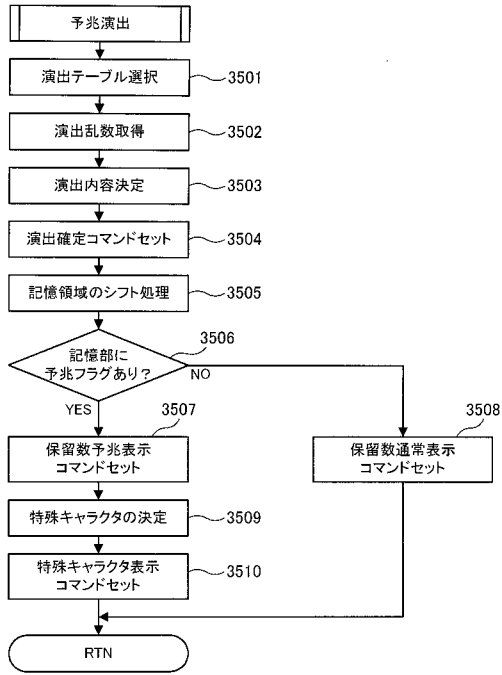 予兆演出
演出テーブル選択
3501
演出乱数取得
3502
演出内容決定
3503
演出確定コマンドセット
3504
記憶領域のシフト処理
3505
3506
記憶部に
予兆フラグあり？
NO
YES
3507
保留数予兆表示
コマンドセット
3508
保留数通常表示
コマンドセット
特殊キャラクタの決定
3509
特殊キャラクタ表示
コマンドセット
3510
RTN